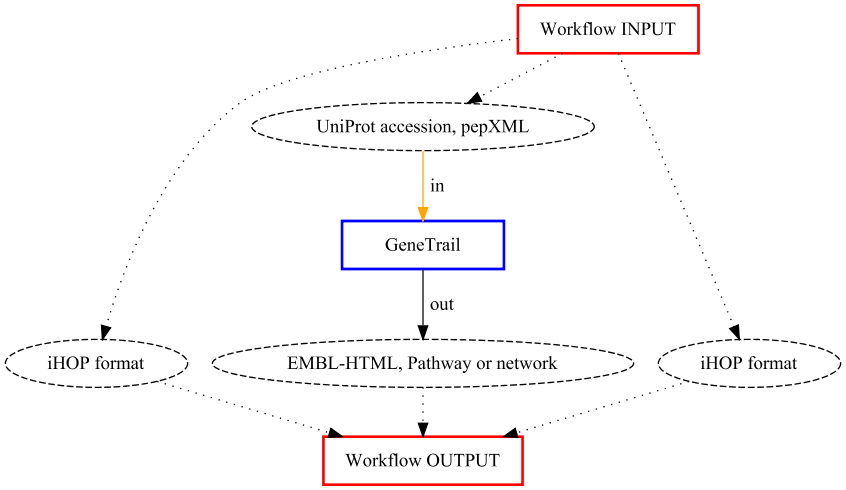 Workflow INPUT
UniProt accession, pepXML
in
GeneTrail
out
iHOP format
EMBL-HTML, Pathway or network
iHOP format
Workflow OUTPUT